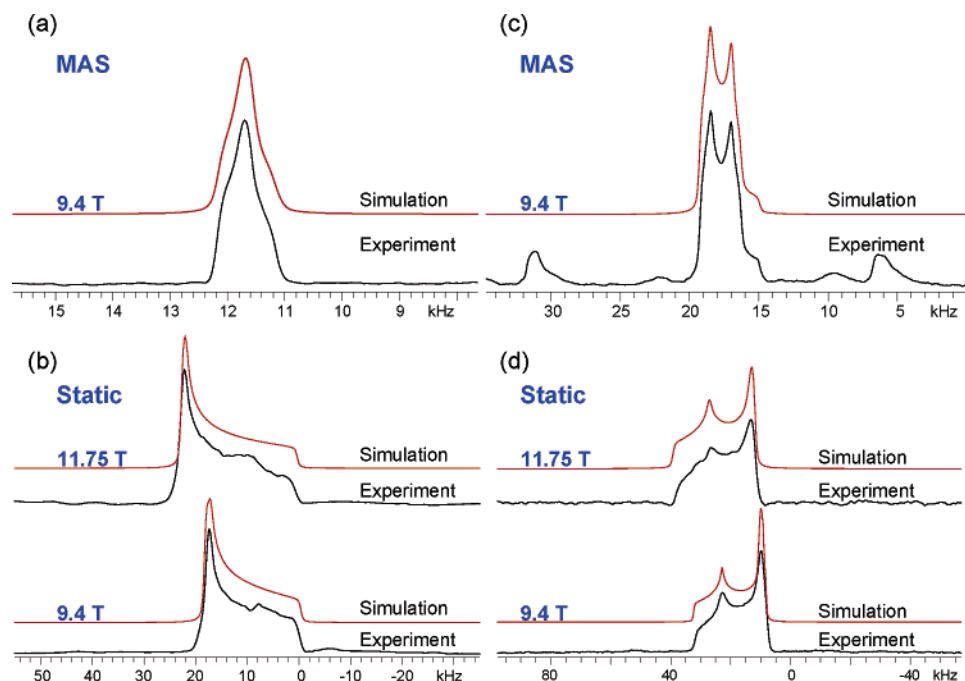 (a)
MAS
9.4 T
Simulation
Experiment
15 14 13 12 11 10 9 kHz
(b)
Static
11.75 T
Simulation
Experiment
9.4 T
Simulation
Experiment
50 40 30 20 10 0 -10 -20 kHz
(c)
MAS
9.4 T
Simulation
Experiment
30 25 20 15 10 5 kHz
(d)
Static
11.75 T
Simulation
Experiment
9.4 T
Simulation
Experiment
80 40 0 -40 kHz